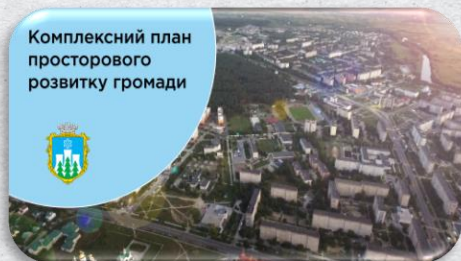 Комплексний план
просторового
розвитку громади